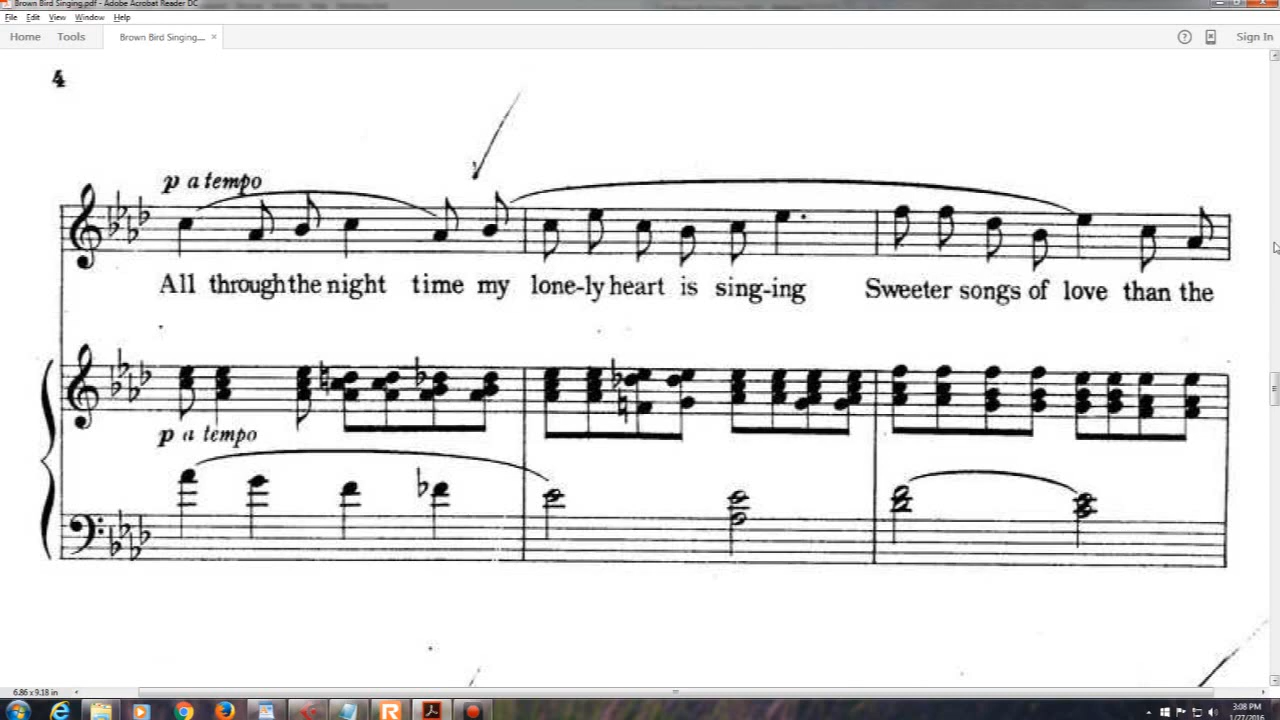 Brown Bird Singing.pdf - Adobe Acrobat Reader DC
File Edit View Window Help
Home Tools Brown Bird Singing.... × ? Sign In
4
p a tempo
All through the night time my lone-ly heart is sing-ing Sweeter songs of love than the
p a tempo
6.86 x 9.18 in
3:08 PM
1/27/2016